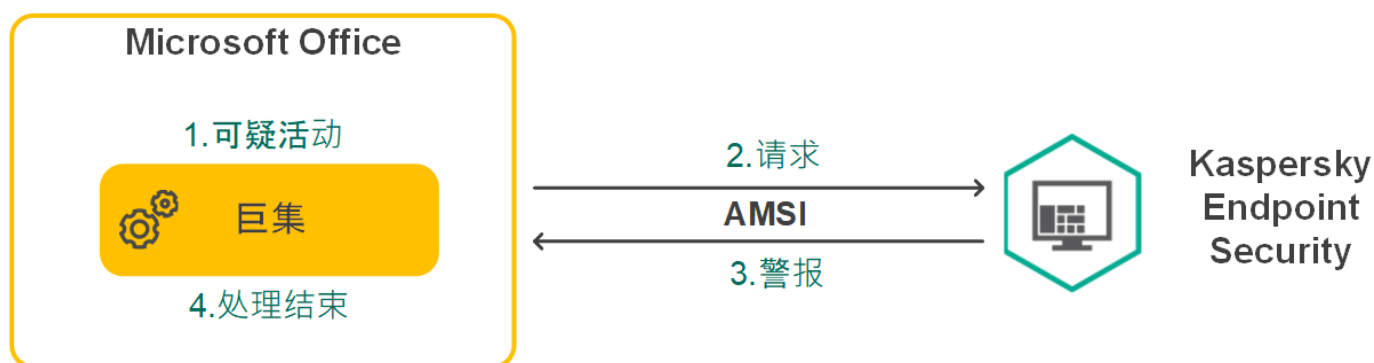 Microsoft Office
1.可疑活动
巨集
4.处理结束
2.请求
AMSI
3.警报
Kaspersky
Endpoint
Security